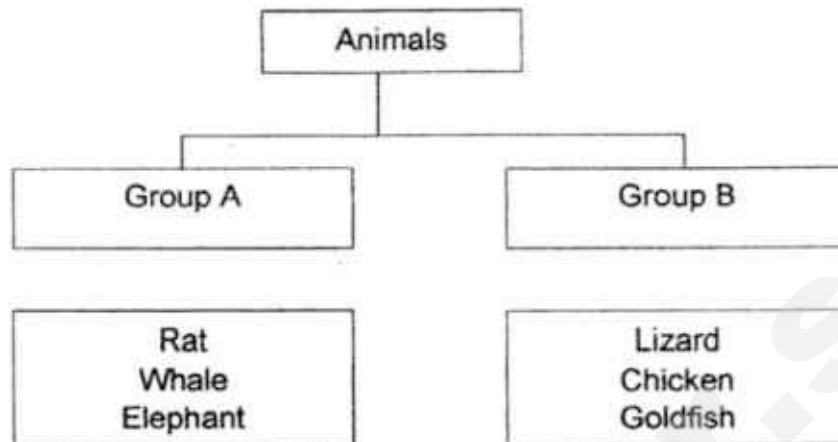 Animals
Group A
Group B
Rat
Whale
Elephant
Lizard
Chicken
Goldfish